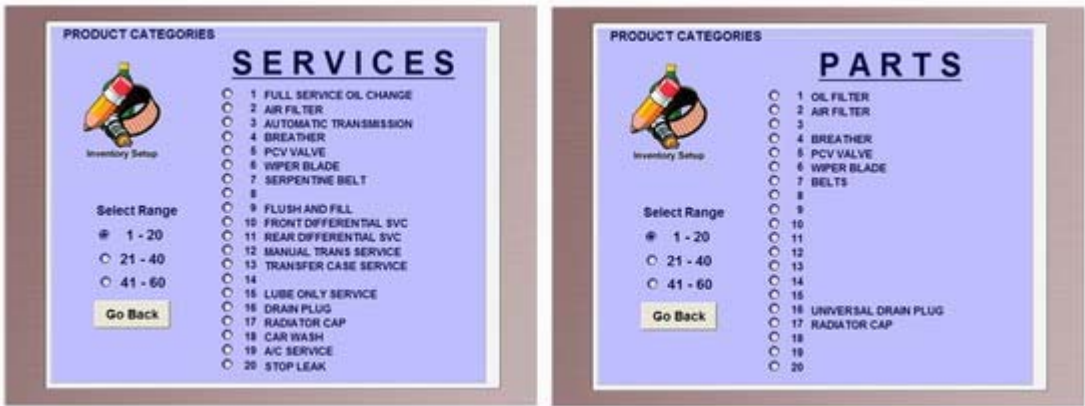 PRODUCT CATEGORIES
SERVICES
Inventory Setup
1 FULL SERVICE OIL CHANGE
2 AIR FILTER
3 AUTOMATIC TRANSMISSION
4 BREATHER
5 PCV VALVE
6 WIPER BLADE
7 SERPENTINE BELT
8
9 FLUSH AND FILL
10 FRONT DIFFERENTIAL SVC
11 REAR DIFFERENTIAL SVC
12 MANUAL TRANS SERVICE
13 TRANSFER CASE SERVICE
14
15 LUBE ONLY SERVICE
16 DRAIN PLUG
17 RADIATOR CAP
18 CAR WASH
19 A/C SERVICE
20 STOP LEAK
Select Range
1 - 20
21 - 40
41 - 60
Go Back
PRODUCT CATEGORIES
PARTS
Inventory Setup
1 OIL FILTER
2 AIR FILTER
3
4 BREATHER
5 PCV VALVE
6 WIPER BLADE
7 BELTS
8
9
10
11
12
13
14
15
16 UNIVERSAL DRAIN PLUG
17 RADIATOR CAP
18
19
20
Select Range
1 - 20
21 - 40
41 - 60
Go Back